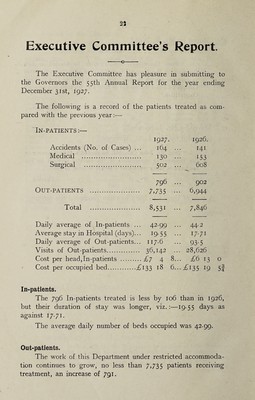 22
Executive Committee's Report.
The Executive Committee has pleasure in submitting to
the Governors the 55th Annual Report for the year ending
December 31st, 1927.
The following is a record of the patients treated as com-
pared with the previous year :—
IN-PATIENTS :—
1927. 1926.
Accidents (No. of Cases) ... 164 ... 141
Medical ........................ 130 ... 153
Surgical ........................ 502 ... 608
796 ... 902
OUT-PATIENTS .................. 7,735 ... 6,944
Total .................. 8,531 ... 7,846
Daily average of In-patients ... 42·99 ... 44·2
Average stay in Hospital (days)... 19·55 ... 17·71
Daily average of Out-patients... 117·6 ... 93·5
Visits of Out-patients............ 36,142 ... 28,626
Cost per head,In-patients ......... £7 4 8... £6 13 0
Cost per occupied bed............£133 18 6...£135 19 5¾
In-patients.
The 796 In-patients treated is less by 106 than in 1926,
but their duration of stay was longer, viz. :—19·55 days as
against 17·71.
The average daily number of beds occupied was 42·99.
Out-patients.
The work of this Department under restricted accommoda-
tion continues to grow, no less than 7,735 patients receiving
treatment, an increase of 791.